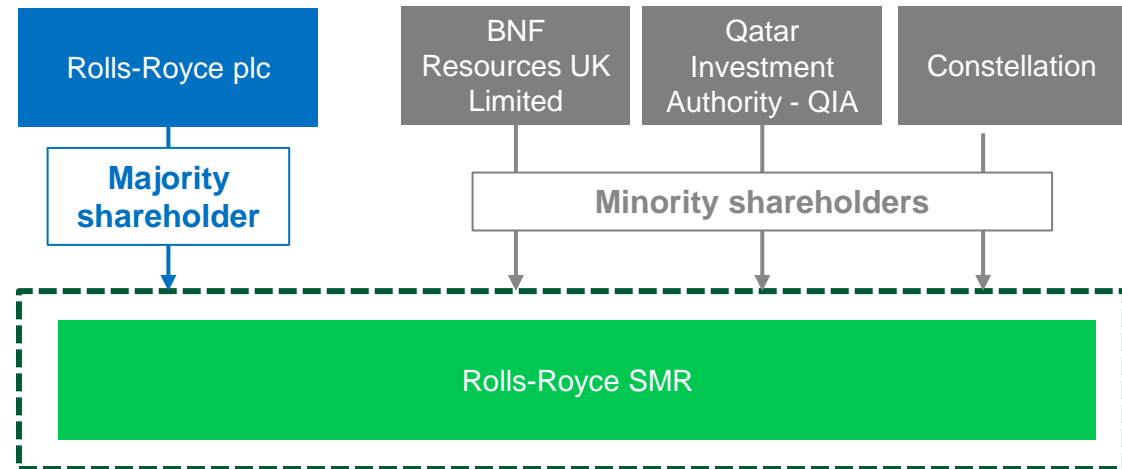 Rolls-Royce plc
BNF
Resources UK
Limited
Qatar
Investment
Authority - QIA
Constellation
Majority
shareholder
Minority shareholders
Rolls-Royce SMR